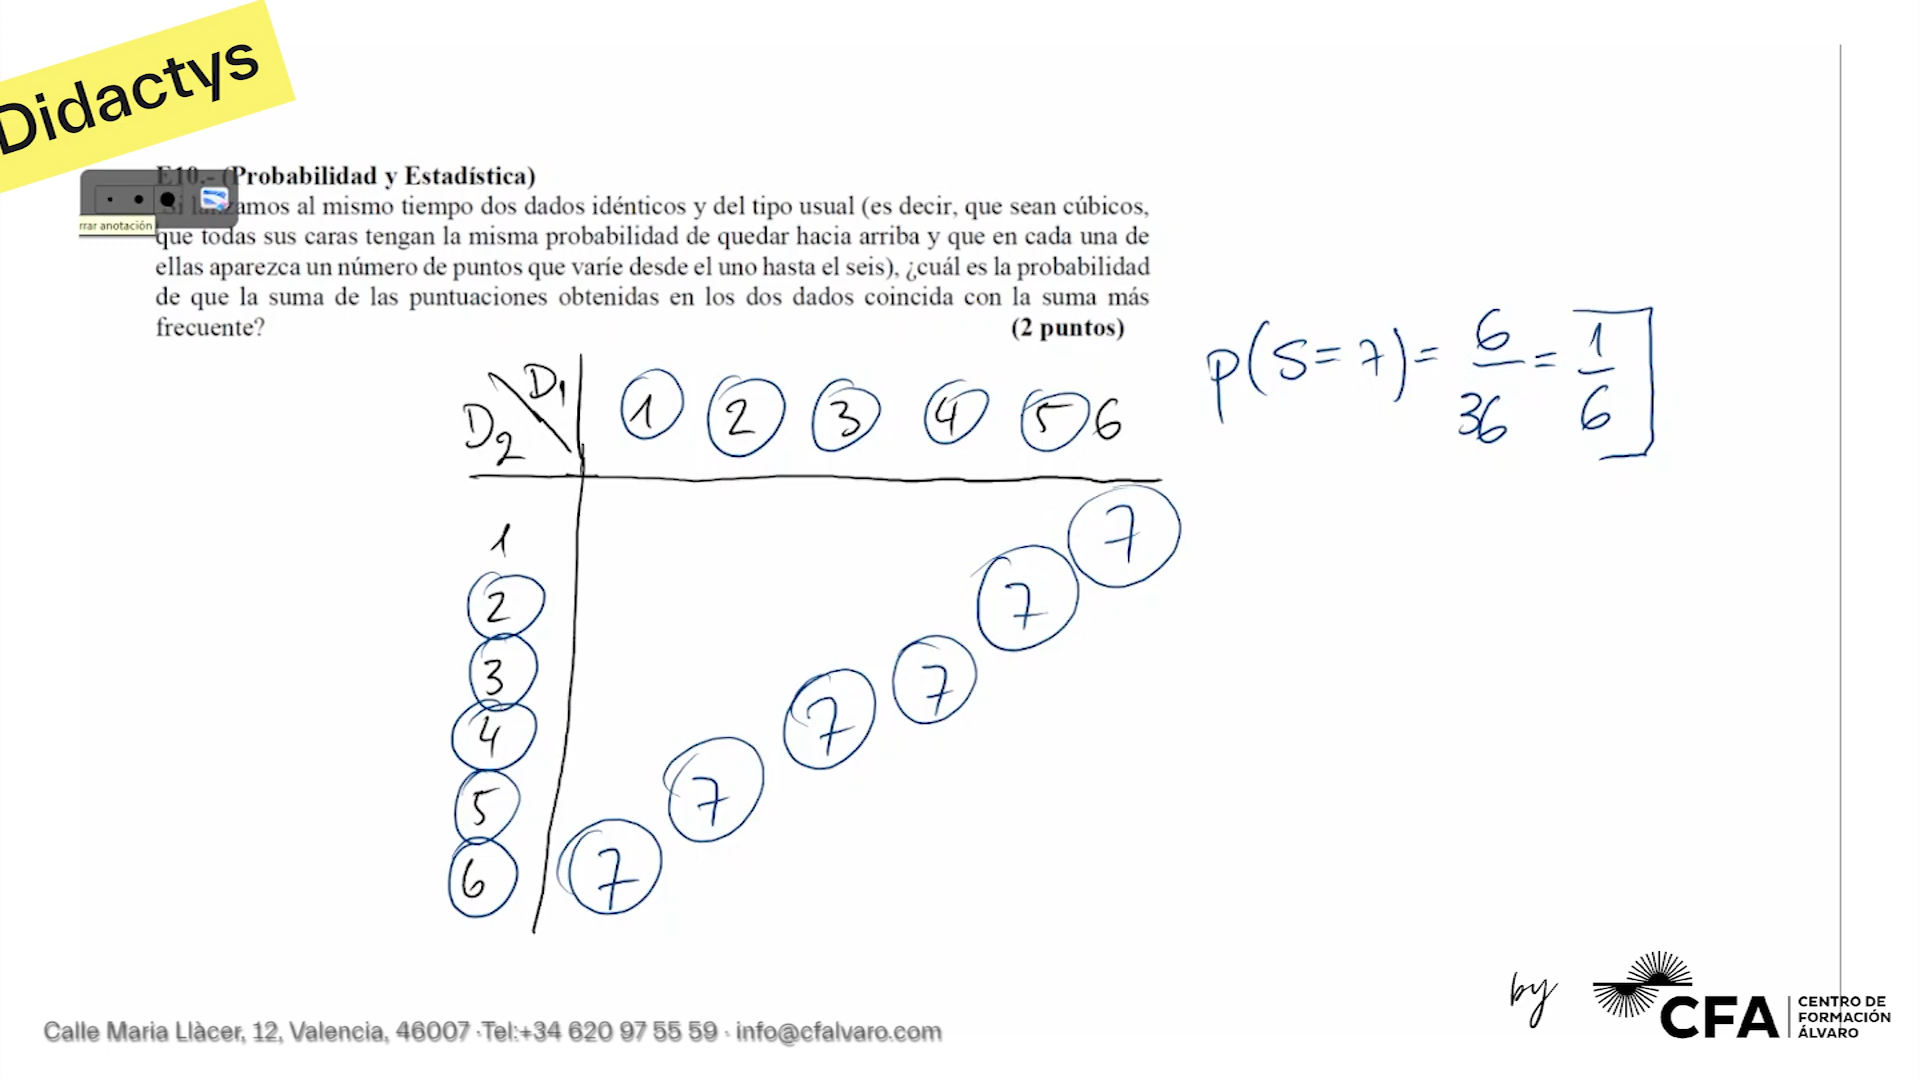 Didactys
E10.- (Probabilidad y Estadística)
Si lanzamos al mismo tiempo dos dados idénticos y del tipo usual (es decir, que sean cúbicos,
rrar anotación
que todas sus caras tengan la misma probabilidad de quedar hacia arriba y que en cada una de
ellas aparezca un número de puntos que varíe desde el uno hasta el seis), ¿cuál es la probabilidad
de que la suma de las puntuaciones obtenidas en los dos dados coincida con la suma más
frecuente? (2 puntos)
p(S=7)= 6/36 = 1/6
D2 \ D1 1 2 3 4 5 6
1 7
2 7
3 7
4 7
5 7
6 7
by
CFA
CENTRO DE
FORMACIÓN
ÁLVARO
Calle Maria Llàcer, 12, Valencia, 46007 · Tel:+34 620 97 55 59 · info@cfalvaro.com